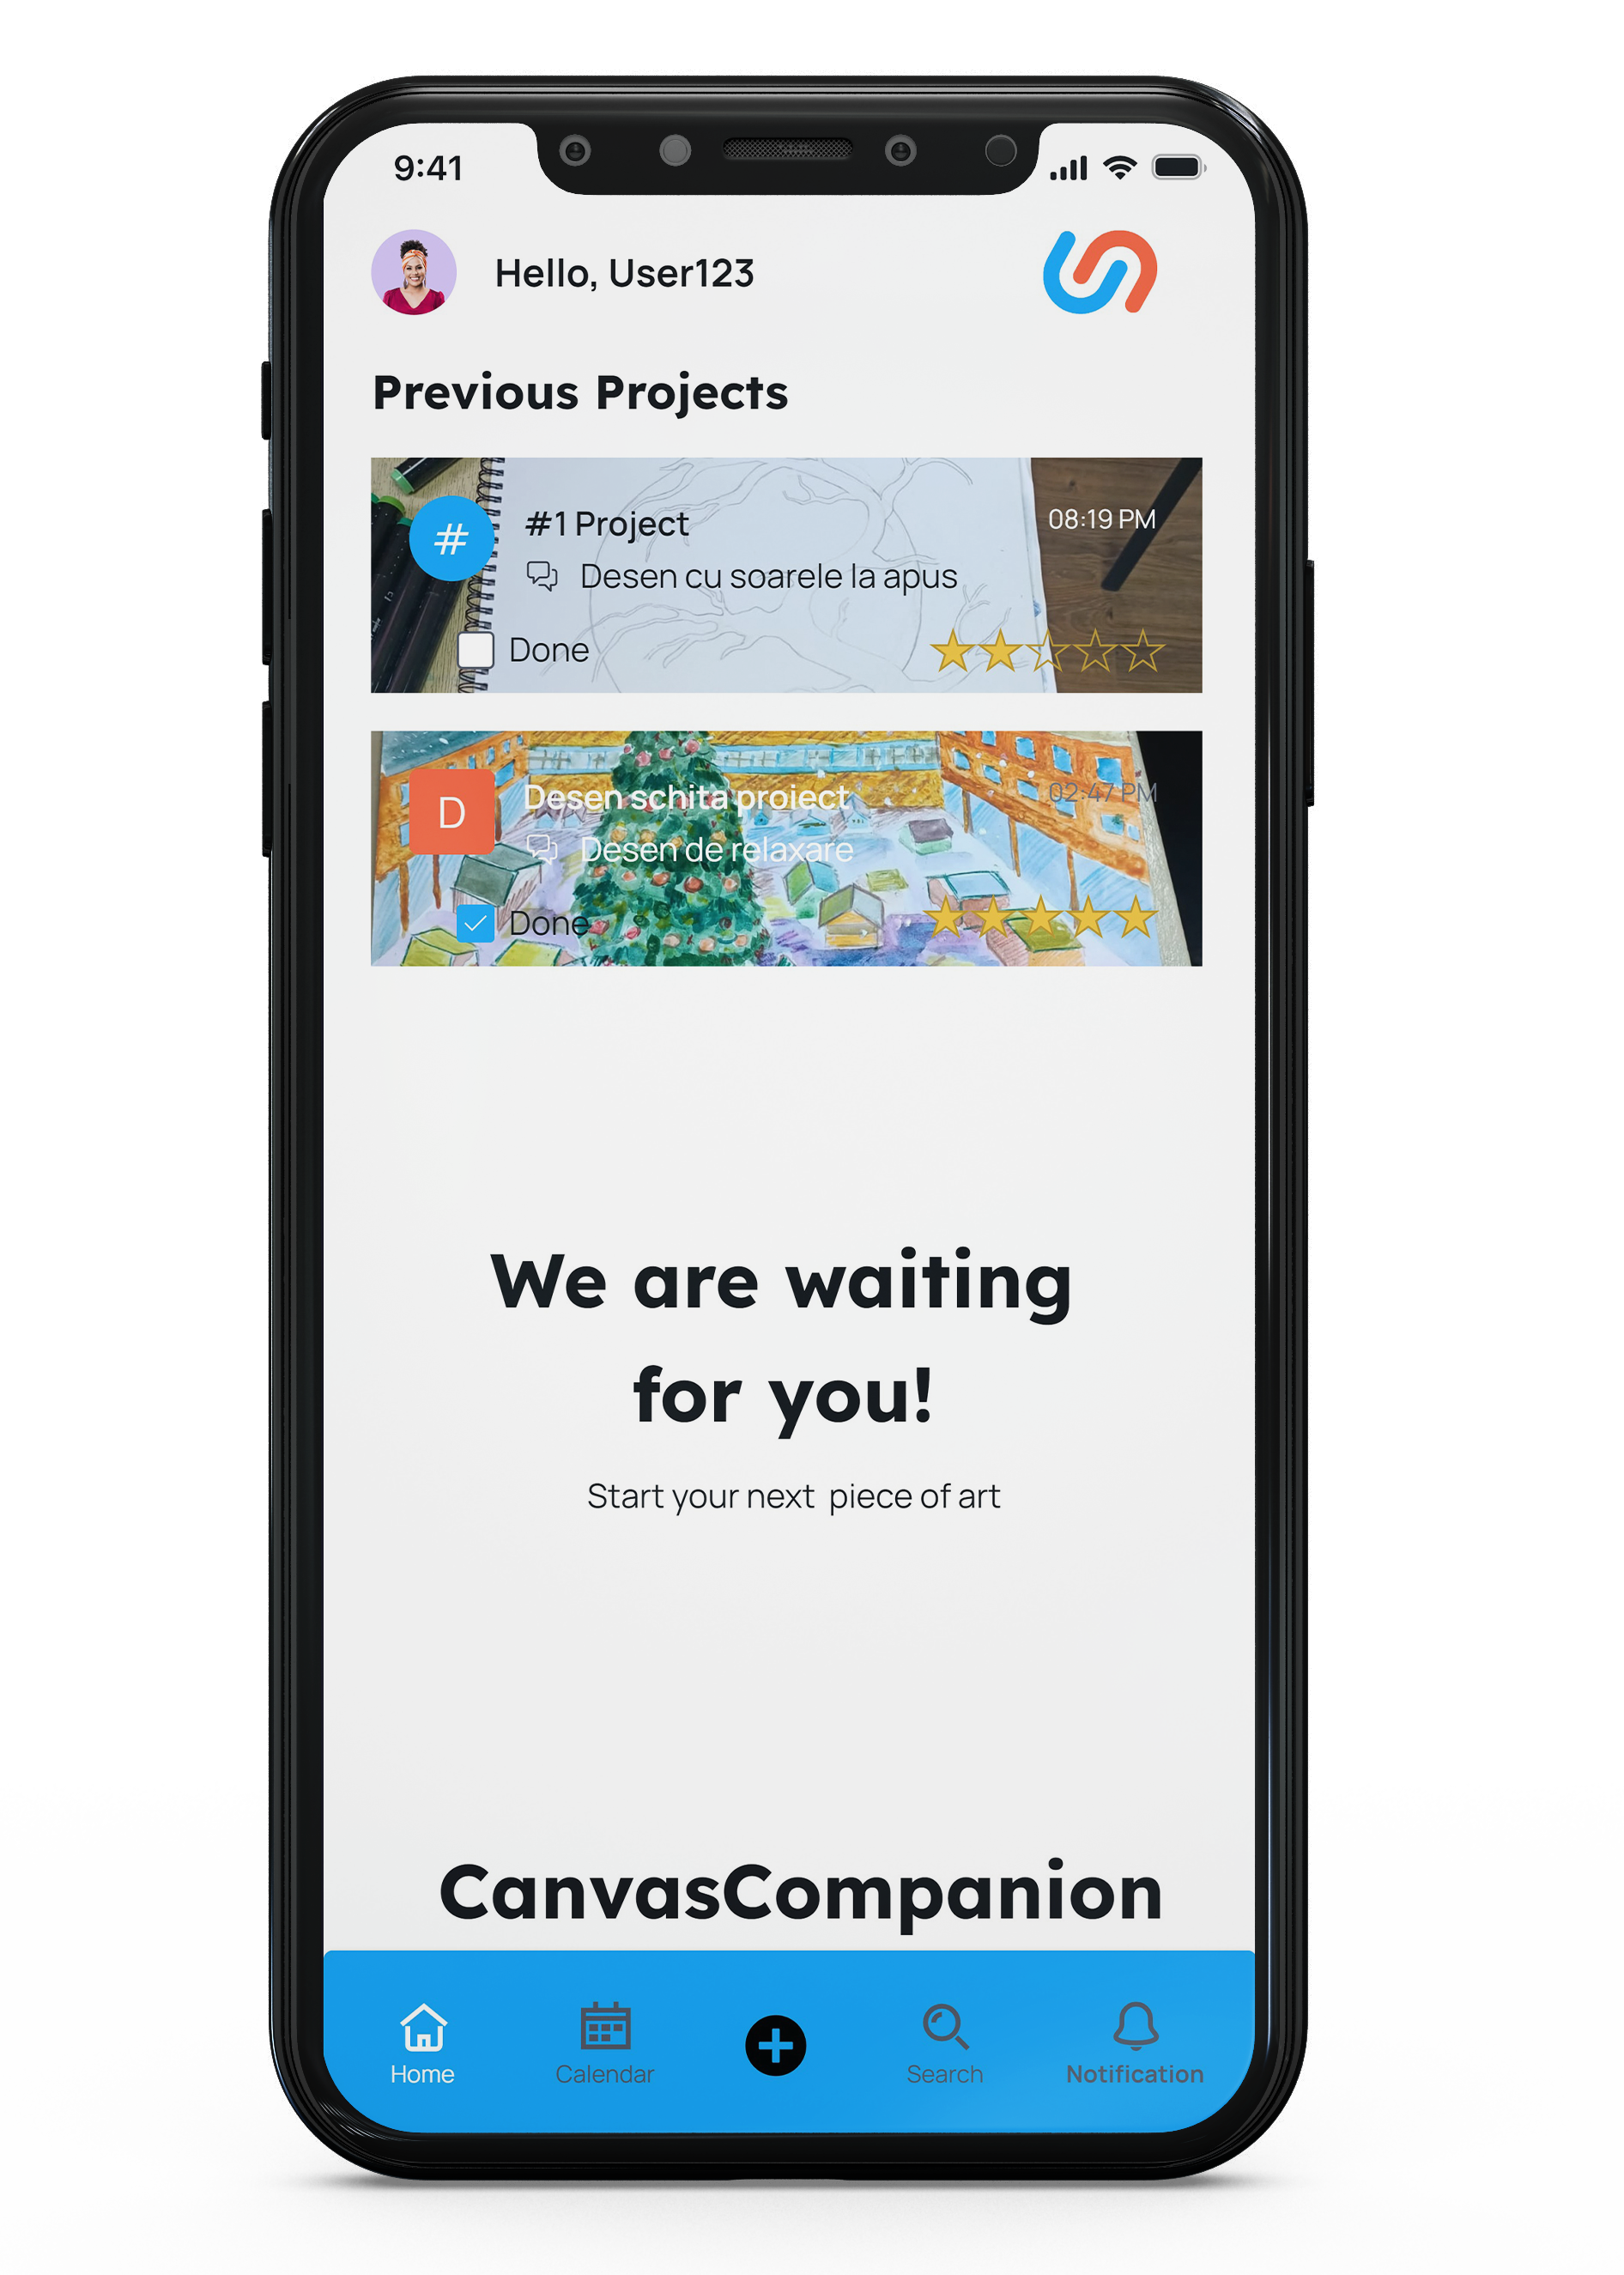 9:41
Hello, User123
Previous Projects
#
#1 Project
08:19 PM
Desen cu soarele la apus
Done
D
Desen schita proiect
02:47 PM
Desen de relaxare
Done
We are waiting
for you!
Start your next piece of art
CanvasCompanion
Home
Calendar
Search
Notification